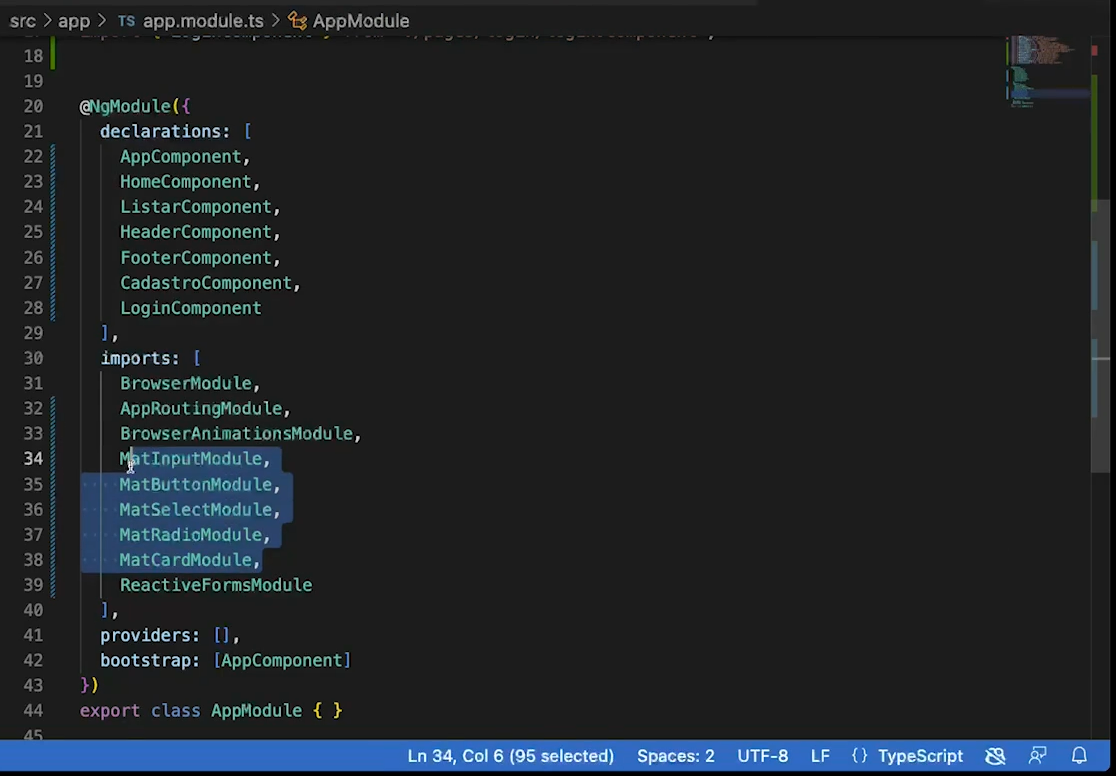 src > app > TS app.module.ts > AppModule
18
19
20 @NgModule({
21 declarations: [
22 AppComponent,
23 HomeComponent,
24 ListarComponent,
25 HeaderComponent,
26 FooterComponent,
27 CadastroComponent,
28 LoginComponent
29 ],
30 imports: [
31 BrowserModule,
32 AppRoutingModule,
33 BrowserAnimationsModule,
34 MatInputModule,
35 MatButtonModule,
36 MatSelectModule,
37 MatRadioModule,
38 MatCardModule,
39 ReactiveFormsModule
40 ],
41 providers: [],
42 bootstrap: [AppComponent]
43 })
44 export class AppModule { }
45
Ln 34, Col 6 (95 selected) Spaces: 2 UTF-8 LF {} TypeScript